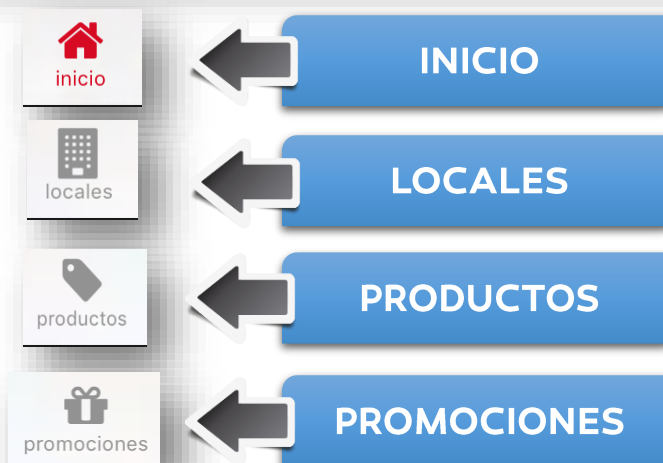 inicio
INICIO
locales
LOCALES
productos
PRODUCTOS
promociones
PROMOCIONES